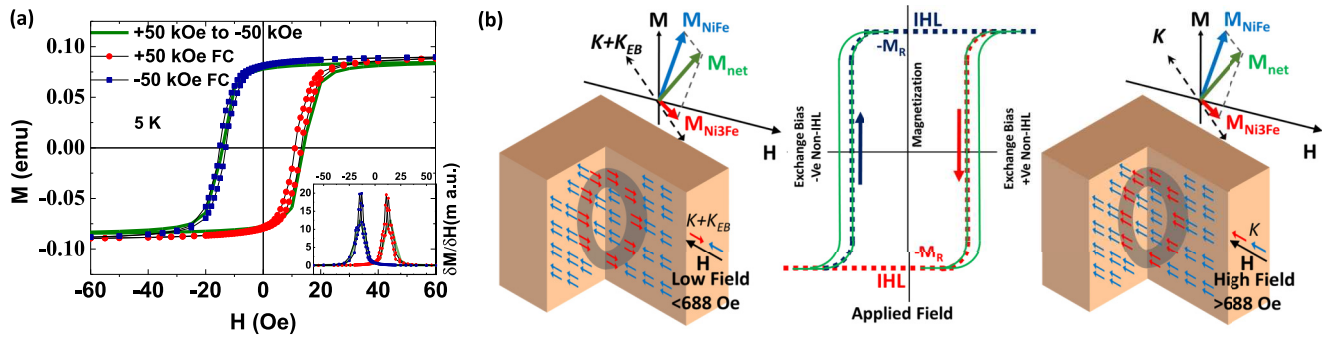 (a)
+50 kOe to -50 kOe
+50 kOe FC
-50 kOe FC
5 K
M (emu)
0.10
0.05
0.00
-0.05
-0.10
-60 -40 -20 0 20 40 60
H (Oe)
-50 -25 0 25 50
20
15
10
5
0
δM/δH(m a.u.)
(b)
M
M_NiFe
K+K_EB
M_net
M_Ni3Fe
H
K+K_EB
H
Low Field
<688 Oe
IHL
-M_R
Magnetization
Exchange Bias
-Ve Non-IHL
Exchange Bias
+Ve Non-IHL
-M_R
IHL
Applied Field
M
M_NiFe
K
M_net
M_Ni3Fe
H
K
H
High Field
>688 Oe